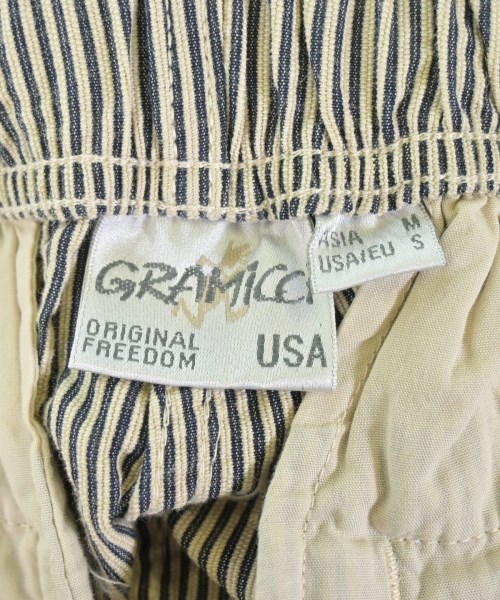 GRAMICCI
ORIGINAL
FREEDOM
USA
ASIA M
USA/EU S